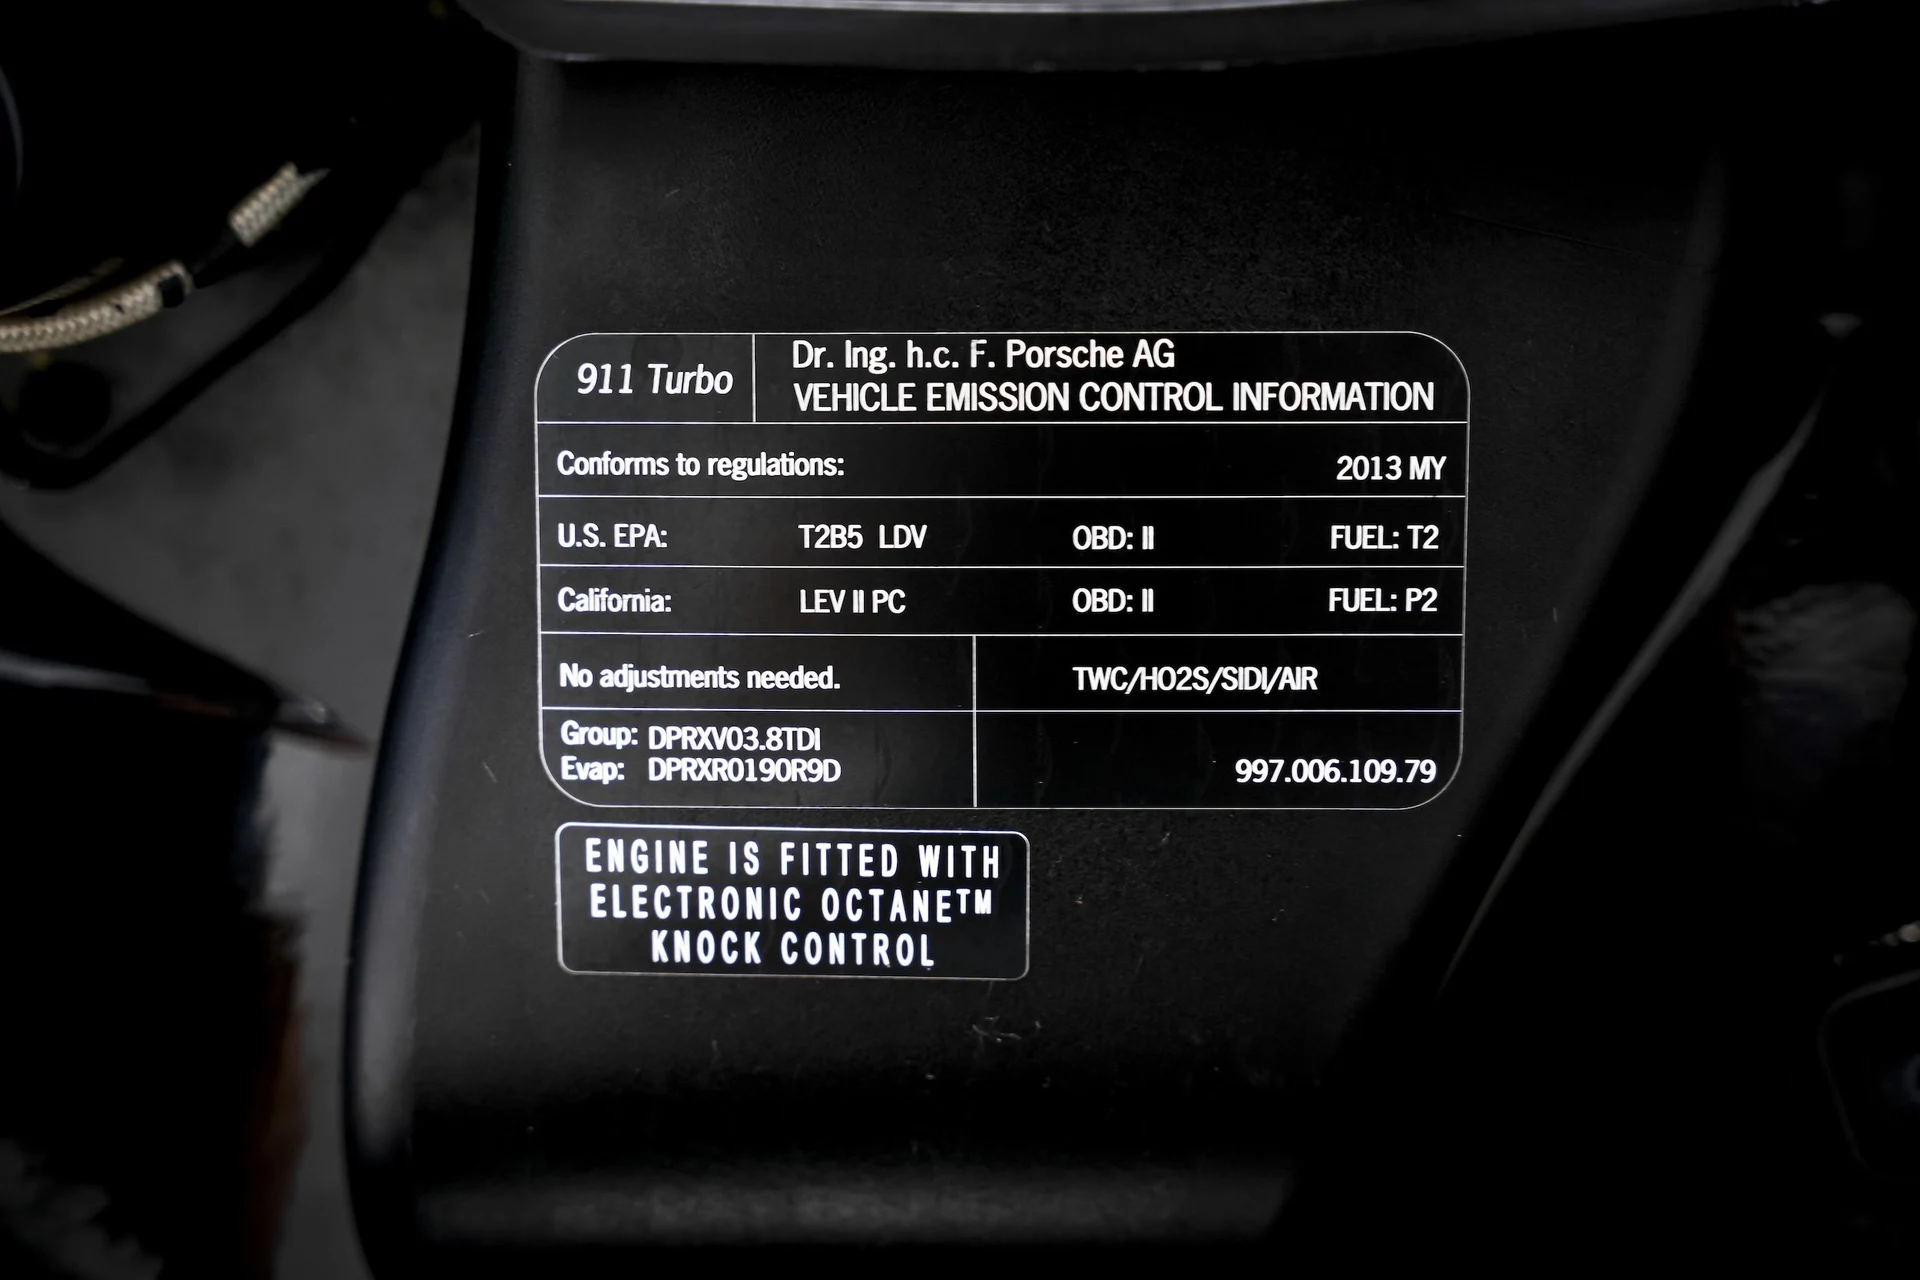 911 Turbo
Dr. Ing. h.c. F. Porsche AG
VEHICLE EMISSION CONTROL INFORMATION
Conforms to regulations: 2013 MY
U.S. EPA: T2B5 LDV OBD: II FUEL: T2
California: LEV II PC OBD: II FUEL: P2
No adjustments needed. TWC/HO2S/SIDI/AIR
Group: DPRXV03.8TDI
Evap: DPRXR0190R9D 997.006.109.79
ENGINE IS FITTED WITH
ELECTRONIC OCTANE™
KNOCK CONTROL